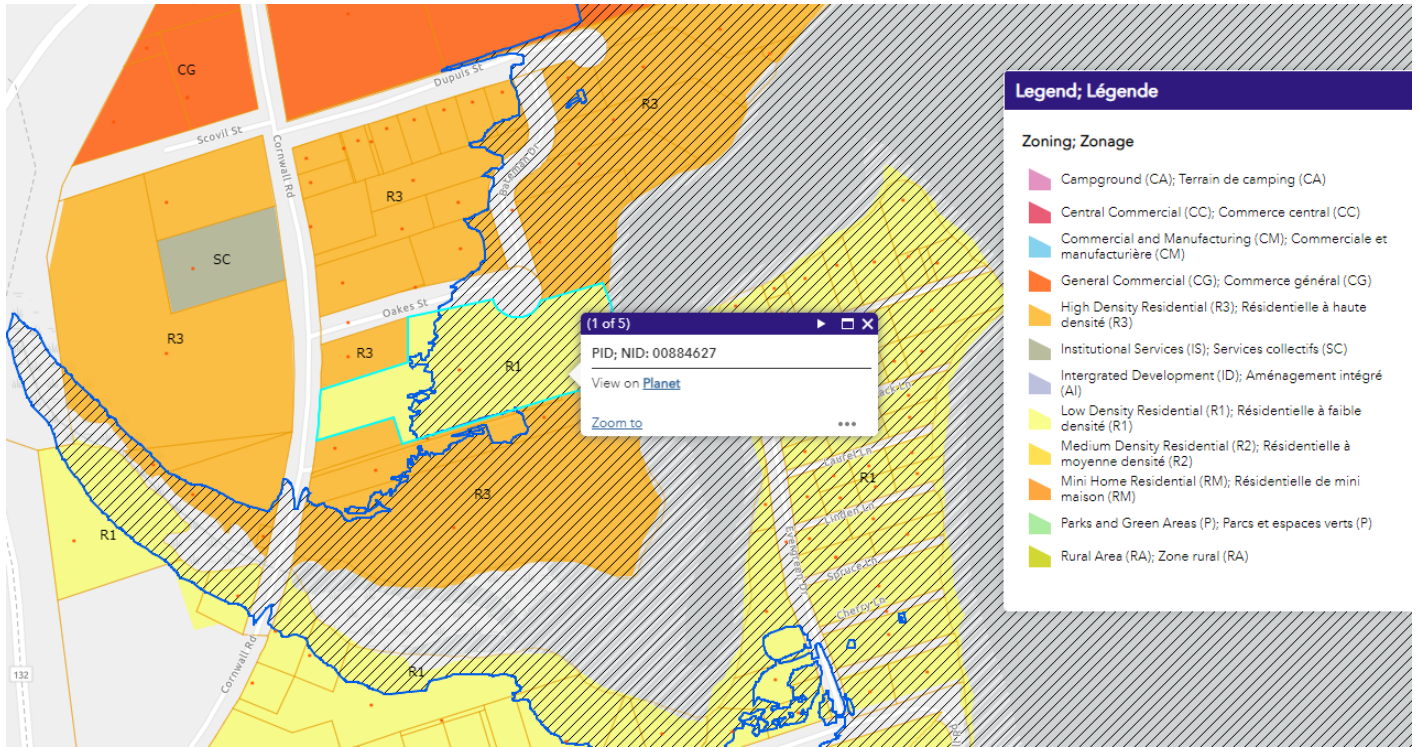 CG
Dupuis St
R3
Scovil St
Cornwall Rd
R3
Bateman Dr
SC
Oakes St
R3
R3
R1
(1 of 5)
PID; NID: 00884627
View on Planet
Zoom to
•••
Laurel Ln
R1
Linden Ln
R3
Evergreen Dr
Spruce Ln
Cherry Ln
R1
Cornwall Rd
R1
132
Legend; Légende
Zoning; Zonage
Campground (CA); Terrain de camping (CA)
Central Commercial (CC); Commerce central (CC)
Commercial and Manufacturing (CM); Commerciale et
manufacturière (CM)
General Commercial (CG); Commerce général (CG)
High Density Residential (R3); Résidentielle à haute
densité (R3)
Institutional Services (IS); Services collectifs (SC)
Intergrated Development (ID); Aménagement intégré
(AI)
Low Density Residential (R1); Résidentielle à faible
densité (R1)
Medium Density Residential (R2); Résidentielle à
moyenne densité (R2)
Mini Home Residential (RM); Résidentielle de mini
maison (RM)
Parks and Green Areas (P); Parcs et espaces verts (P)
Rural Area (RA); Zone rural (RA)